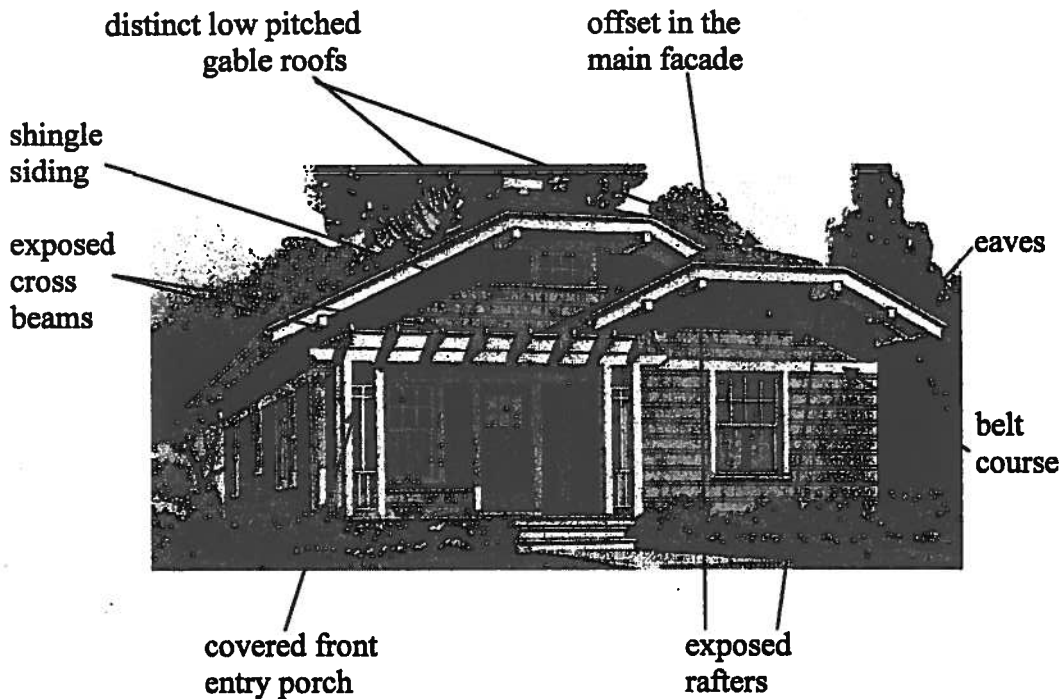 distinct low pitched
gable roofs
offset in the
main facade
shingle
siding
exposed
cross
beams
eaves
belt
course
covered front
entry porch
exposed
rafters